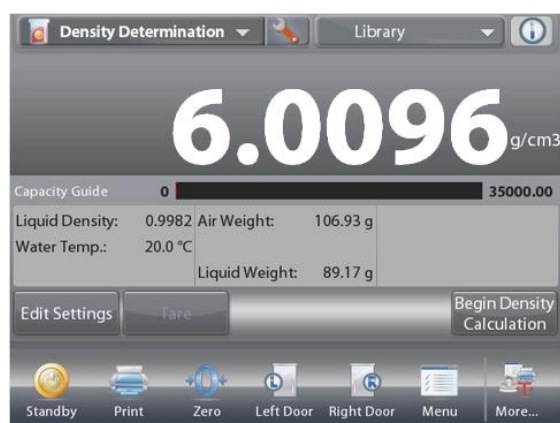 Density Determination Library
6.0096 g/cm3
Capacity Guide 0 35000.00
Liquid Density: 0.9982 Air Weight: 106.93 g
Water Temp.: 20.0 °C
Liquid Weight: 89.17 g
Edit Settings Tare Begin Density
Calculation
L R
Standby Print Zero Left Door Right Door Menu More...